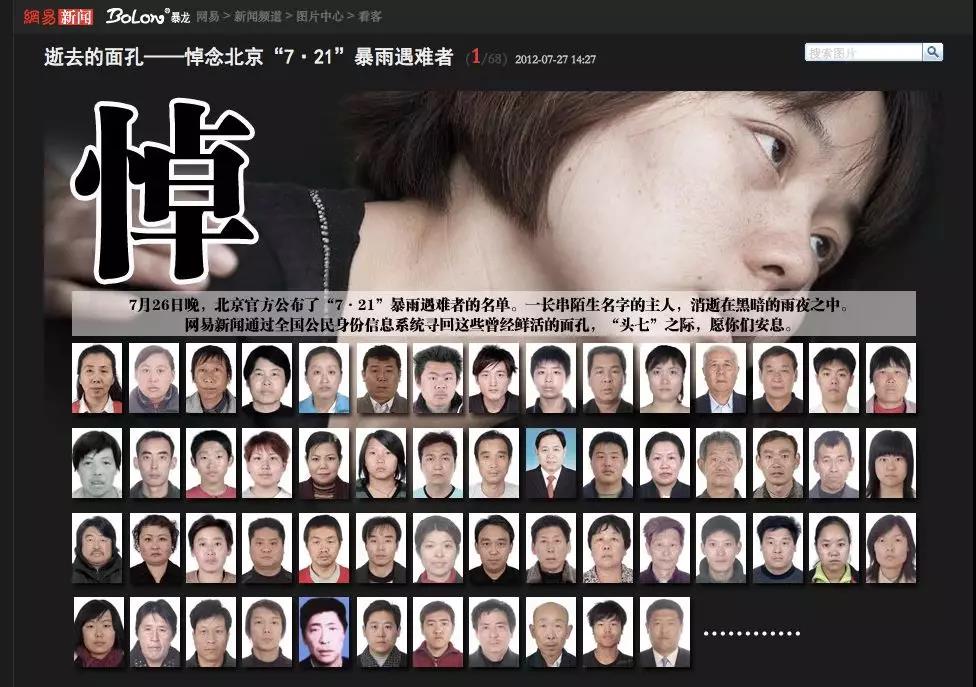 網易 新闻 BoLon® 暴龙 网易 > 新闻频道 > 图片中心 > 看客
逝去的面孔——悼念北京“7·21”暴雨遇难者 (1/68) 2012-07-27 14:27
搜索图片
悼
7月26日晚，北京官方公布了“7·21”暴雨遇难者的名单。一长串陌生名字的主人，消逝在黑暗的雨夜之中。
网易新闻通过全国公民身份信息系统寻回这些曾经鲜活的面孔，“头七”之际，愿你们安息。
…………